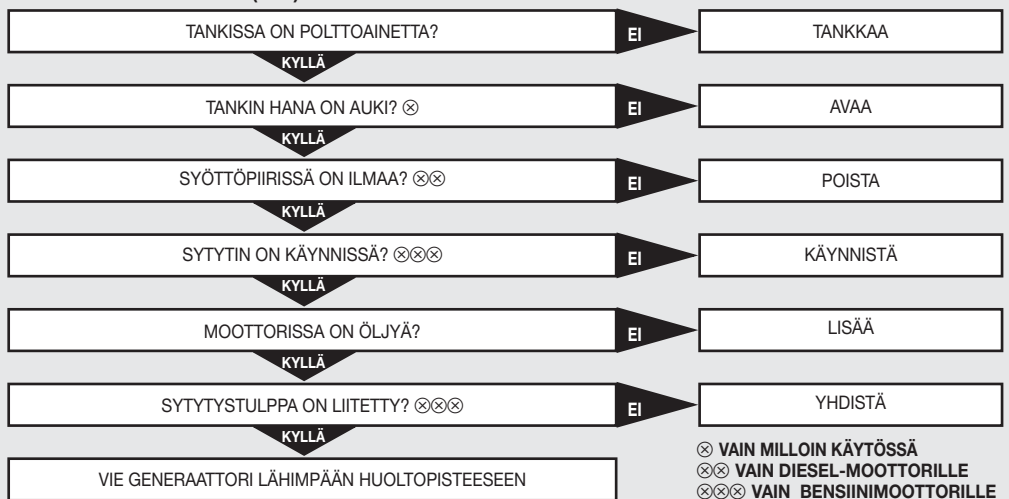 TANKISSA ON POLTTOAINETTA?
EI
TANKKAA
KYLLÄ
TANKIN HANA ON AUKI? ⊗
EI
AVAA
KYLLÄ
SYÖTTÖPIIRISSÄ ON ILMAA? ⊗⊗
EI
POISTA
KYLLÄ
SYTYTIN ON KÄYNNISSÄ? ⊗⊗⊗
EI
KÄYNNISTÄ
KYLLÄ
MOOTTORISSA ON ÖLJYÄ?
EI
LISÄÄ
KYLLÄ
SYTYTYSTULPPA ON LIITETTY? ⊗⊗⊗
EI
YHDISTÄ
KYLLÄ
VIE GENERAATTORI LÄHIMPÄÄN HUOLTOPISTEESEEN
⊗ VAIN MILLOIN KÄYTÖSSÄ
⊗⊗ VAIN DIESEL-MOOTTORILLE
⊗⊗⊗ VAIN BENSIINIMOOTTORILLE